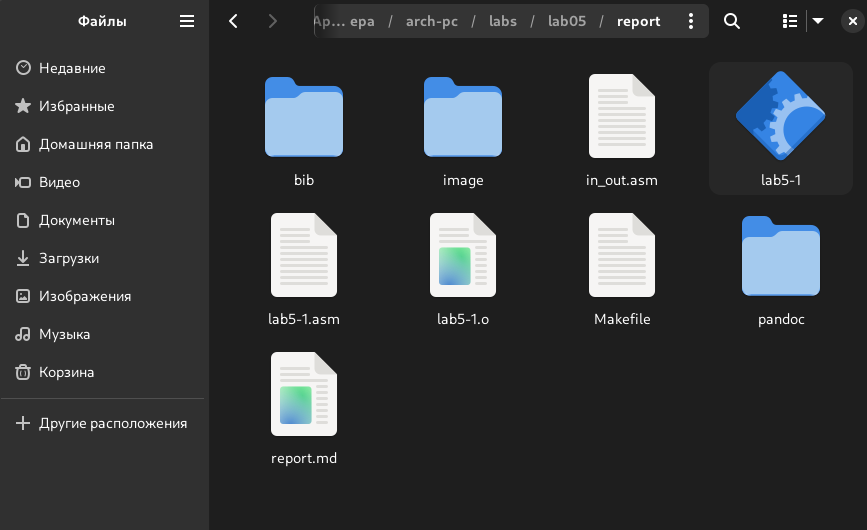 Файлы
Ар… ера / arch-pc / labs / lab05 / report
Недавние
Избранные
Домашняя папка
Видео
Документы
Загрузки
Изображения
Музыка
Корзина
Другие расположения
bib
image
in_out.asm
lab5-1
lab5-1.asm
lab5-1.o
Makefile
pandoc
report.md